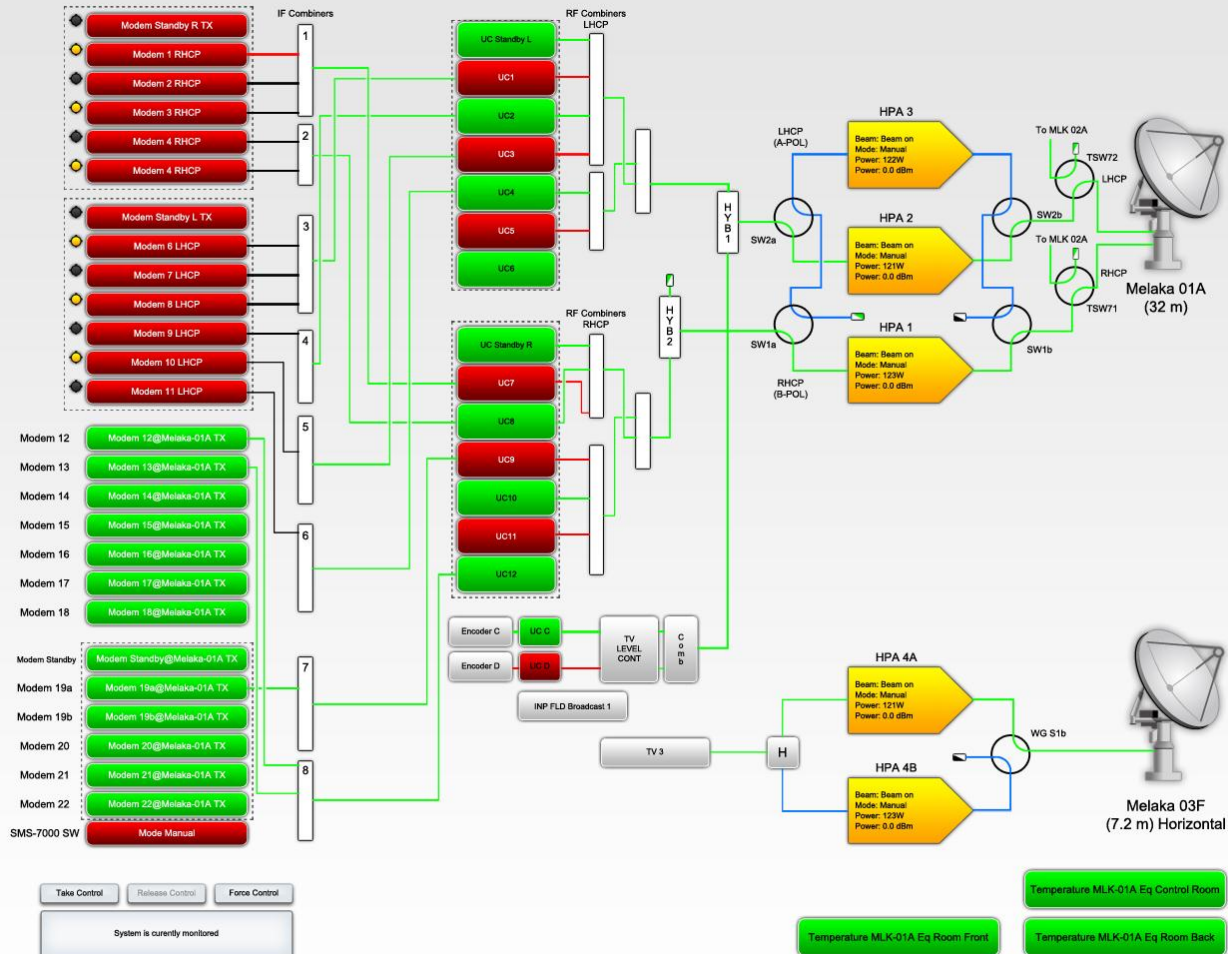 IF Combiners
Modem Standby R TX
Modem 1 RHCP
Modem 2 RHCP
Modem 3 RHCP
Modem 4 RHCP
Modem 4 RHCP
1
2
Modem Standby L TX
Modem 6 LHCP
Modem 7 LHCP
Modem 8 LHCP
Modem 9 LHCP
Modem 10 LHCP
Modem 11 LHCP
3
4
5
6
Modem 12
Modem 12@Melaka-01A TX
Modem 13
Modem 13@Melaka-01A TX
Modem 14
Modem 14@Melaka-01A TX
Modem 15
Modem 15@Melaka-01A TX
Modem 16
Modem 16@Melaka-01A TX
Modem 17
Modem 17@Melaka-01A TX
Modem 18
Modem 18@Melaka-01A TX
Modem Standby
Modem Standby@Melaka-01A TX
Modem 19a
Modem 19a@Melaka-01A TX
Modem 19b
Modem 19b@Melaka-01A TX
Modem 20
Modem 20@Melaka-01A TX
Modem 21
Modem 21@Melaka-01A TX
Modem 22
Modem 22@Melaka-01A TX
SMS-7000 SW
Mode Manual
7
8
Take Control
Release Control
Force Control
System is curently monitored
RF Combiners
LHCP
UC Standby L
UC1
UC2
UC3
UC4
UC5
UC6
RF Combiners
RHCP
UC Standby R
UC7
UC8
UC9
UC10
UC11
UC12
HYB1
HYB2
Encoder C
UC C
Encoder D
UC D
TV
LEVEL
CONT
Comb
INP FLD Broadcast 1
TV 3
H
LHCP
(A-POL)
SW2a
SW1a
RHCP
(B-POL)
HPA 3
Beam: Beam on
Mode: Manual
Power: 122W
Power: 0.0 dBm
HPA 2
Beam: Beam on
Mode: Manual
Power: 121W
Power: 0.0 dBm
HPA 1
Beam: Beam on
Mode: Manual
Power: 123W
Power: 0.0 dBm
SW2b
SW1b
To MLK 02A
TSW72
LHCP
To MLK 02A
RHCP
TSW71
Melaka 01A
(32 m)
HPA 4A
Beam: Beam on
Mode: Manual
Power: 121W
Power: 0.0 dBm
HPA 4B
Beam: Beam on
Mode: Manual
Power: 123W
Power: 0.0 dBm
WG S1b
Melaka 03F
(7.2 m) Horizontal
Temperature MLK-01A Eq Control Room
Temperature MLK-01A Eq Room Front
Temperature MLK-01A Eq Room Back